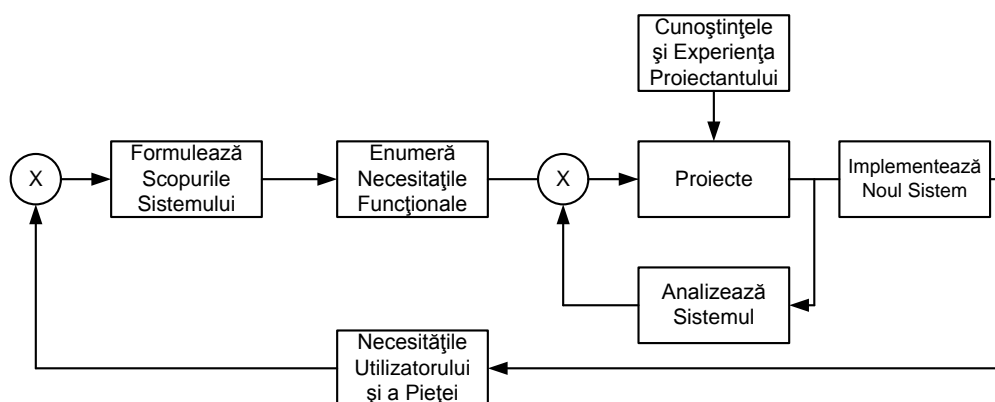 Cunoştinţele
şi Experienţa
Proiectantului
X
Formulează
Scopurile
Sistemului
Enumeră
Necesitaţile
Funcţionale
X
Proiecte
Implementează
Noul Sistem
Analizează
Sistemul
Necesităţile
Utilizatorului
şi a Pieţei